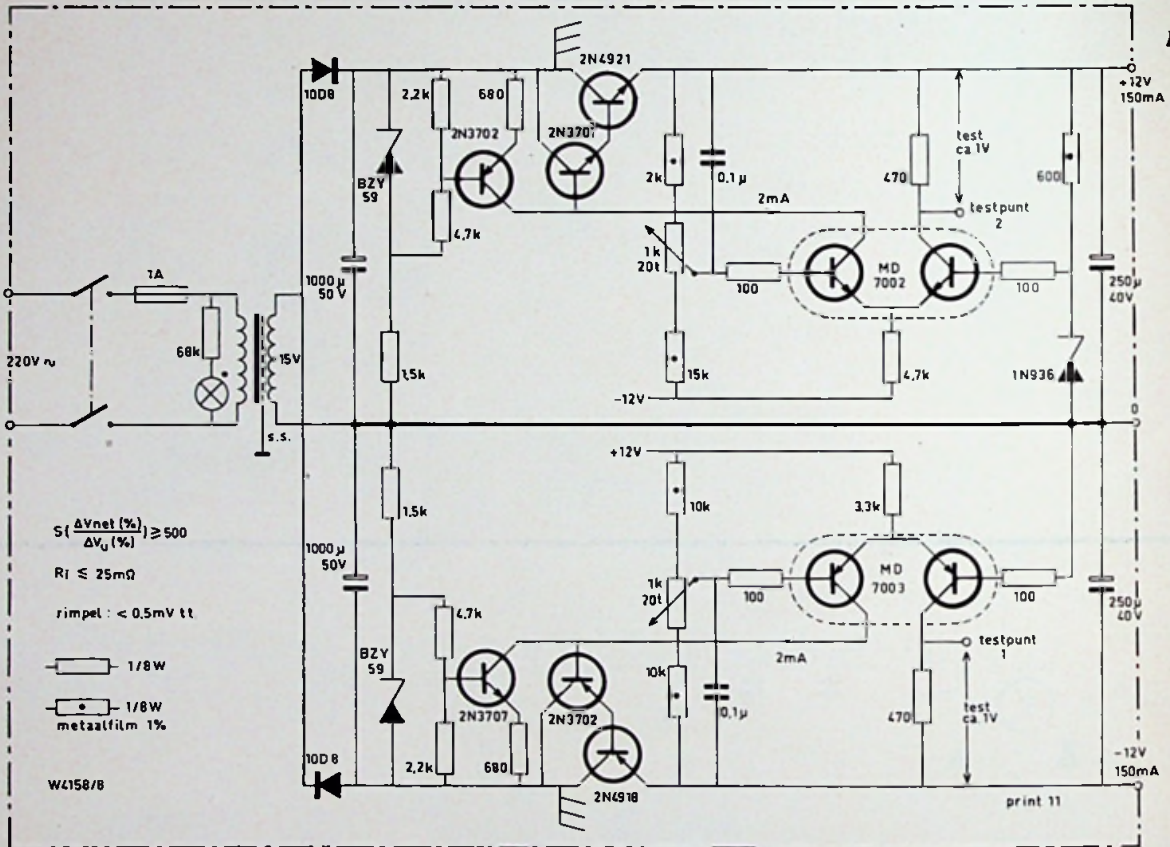 2N4921
+12V
150mA
10D8
2,2k
680
2N3702
2N3707
test
ca 1V
BZY
59
2k
0,1µ
470
600
4,7k
2mA
testpunt
2
1k
20t
1000µ
50V
1A
100
MD
7002
100
250µ
40V
68k
15V
220V ~
1,5k
15k
4,7k
1N936
-12V
0
s.s.
+12V
1,5k
10k
3,3k
S(ΔVnet (%)
ΔVu (%)) ≥ 500
1000µ
50V
Ri ≤ 25mΩ
1k
20t
100
MD
7003
100
250µ
40V
rimpel : < 0,5mV tt
4,7k
BZY
59
2mA
testpunt
1
1/8 W
10k
2N3707
2N3702
0,1µ
470
test
ca. 1V
1/8 W
metaalfilm 1%
10D8
2,2k
680
-12V
150mA
W4158/8
2N4918
print 11